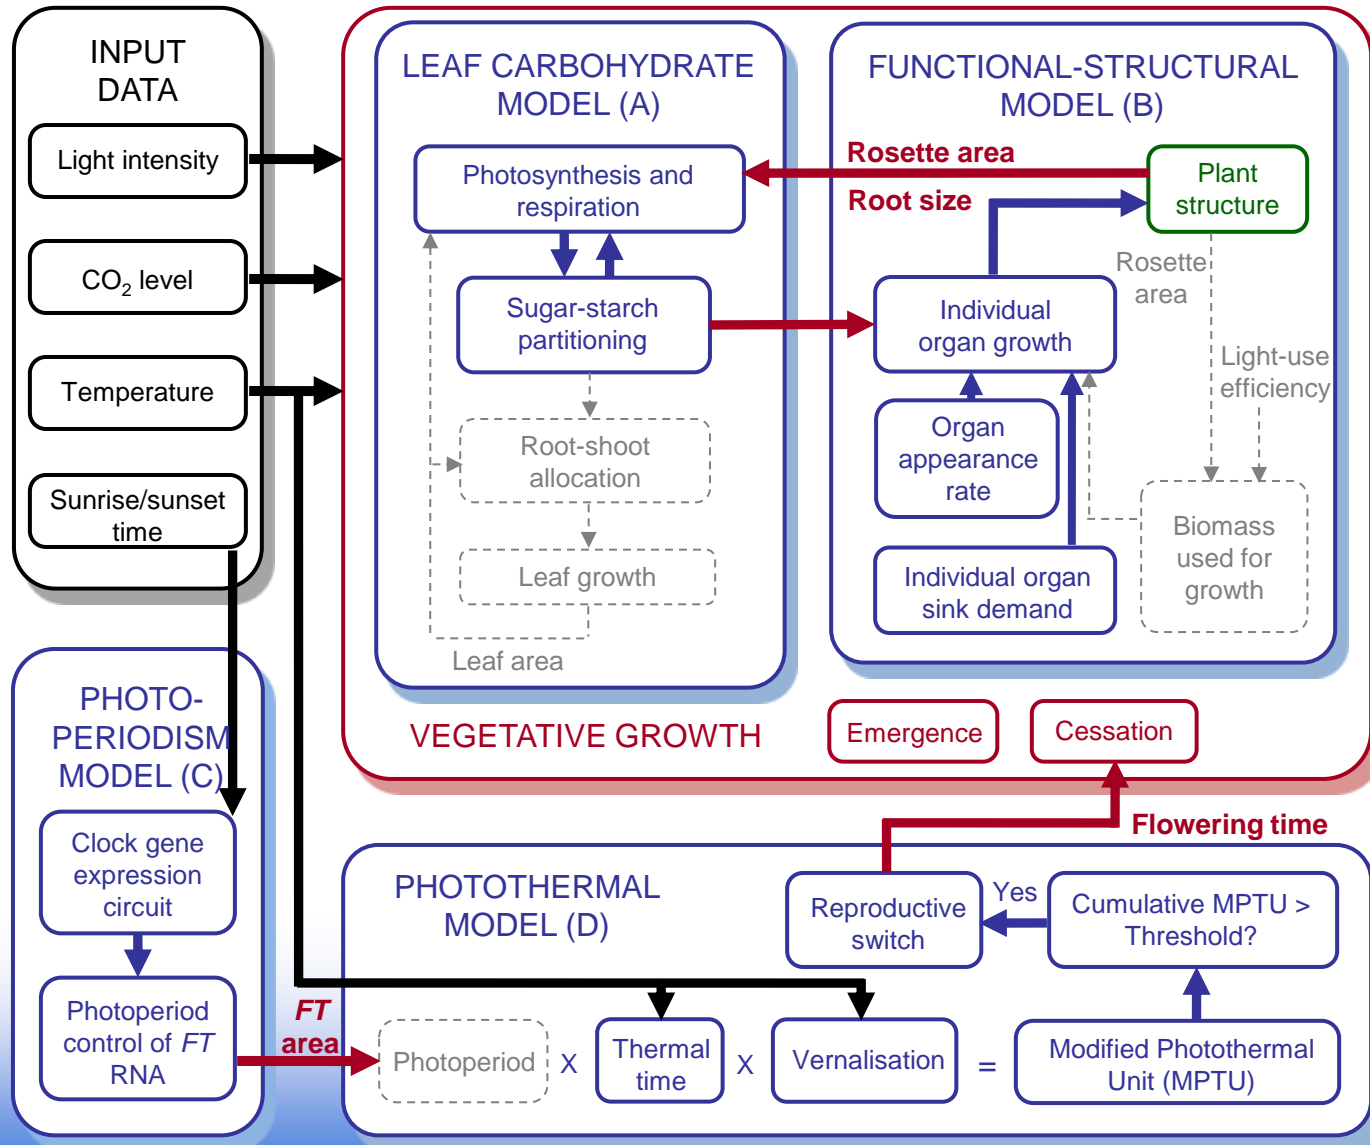 INPUT
DATA
Light intensity
CO₂ level
Temperature
Sunrise/sunset
time
LEAF CARBOHYDRATE
MODEL (A)
Photosynthesis and
respiration
Sugar-starch
partitioning
Root-shoot
allocation
Leaf growth
Leaf area
FUNCTIONAL-STRUCTURAL
MODEL (B)
Rosette area
Root size
Plant
structure
Rosette
area
Individual
organ growth
Light-use
efficiency
Organ
appearance
rate
Biomass
used for
growth
Individual organ
sink demand
VEGETATIVE GROWTH
Emergence
Cessation
PHOTO-
PERIODISM
MODEL (C)
Clock gene
expression
circuit
Photoperiod
control of FT
RNA
FT
area
PHOTOTHERMAL
MODEL (D)
Flowering time
Reproductive
switch
Yes
Cumulative MPTU >
Threshold?
Photoperiod
X
Thermal
time
X
Vernalisation
=
Modified Photothermal
Unit (MPTU)